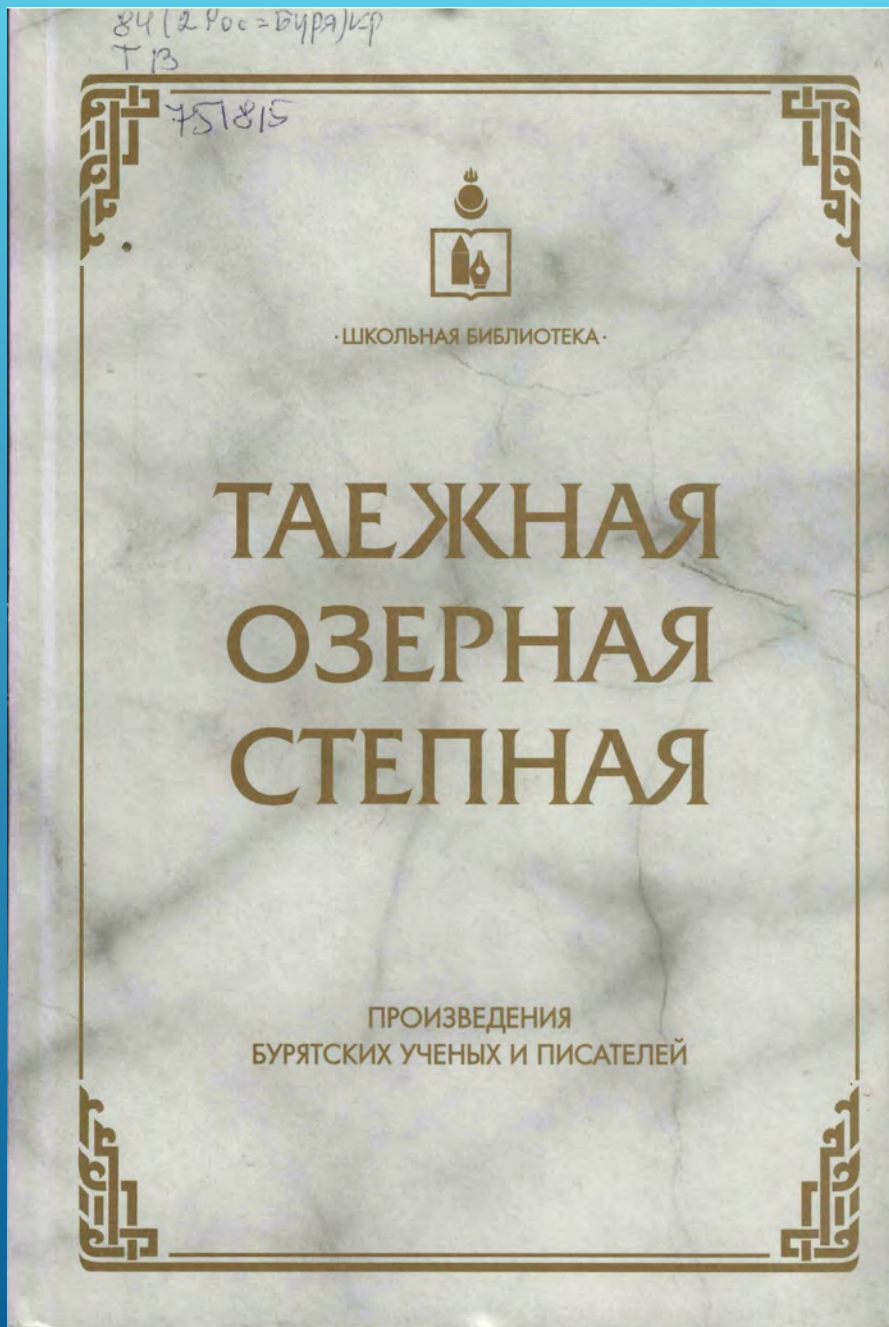 84(2Рос=Буря)кр
Т 13
751815
·ШКОЛЬНАЯ БИБЛИОТЕКА·
ТАЕЖНАЯ
ОЗЕРНАЯ
СТЕПНАЯ
ПРОИЗВЕДЕНИЯ
БУРЯТСКИХ УЧЕНЫХ И ПИСАТЕЛЕЙ